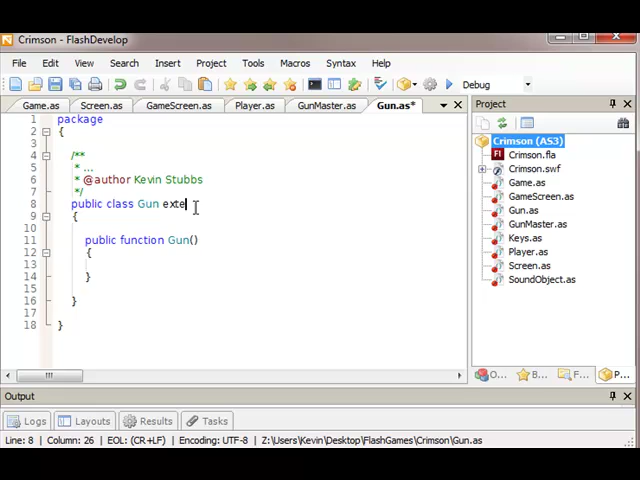 Crimson - FlashDevelop
File Edit View Search Insert Project Tools Macros Syntax Help
Debug
Game.as Screen.as GameScreen.as Player.as GunMaster.as Gun.as*
Project
1 package
2 {
3
4 /**
5 * ...
6 * @author Kevin Stubbs
7 */
8 public class Gun exte
9 {
10
11 public function Gun()
12 {
13
14 }
15
16 }
17
18 }
Crimson (AS3)
Crimson.fla
Crimson.swf
Game.as
GameScreen.as
Gun.as
GunMaster.as
Keys.as
Player.as
Screen.as
SoundObject.as
O... B... F... P...
Output
Logs Layouts Results Tasks
Line: 8 Column: 26 EOL: (CR+LF) Encoding: UTF-8 Z:\Users\Kevin\Desktop\FlashGames\Crimson\Gun.as